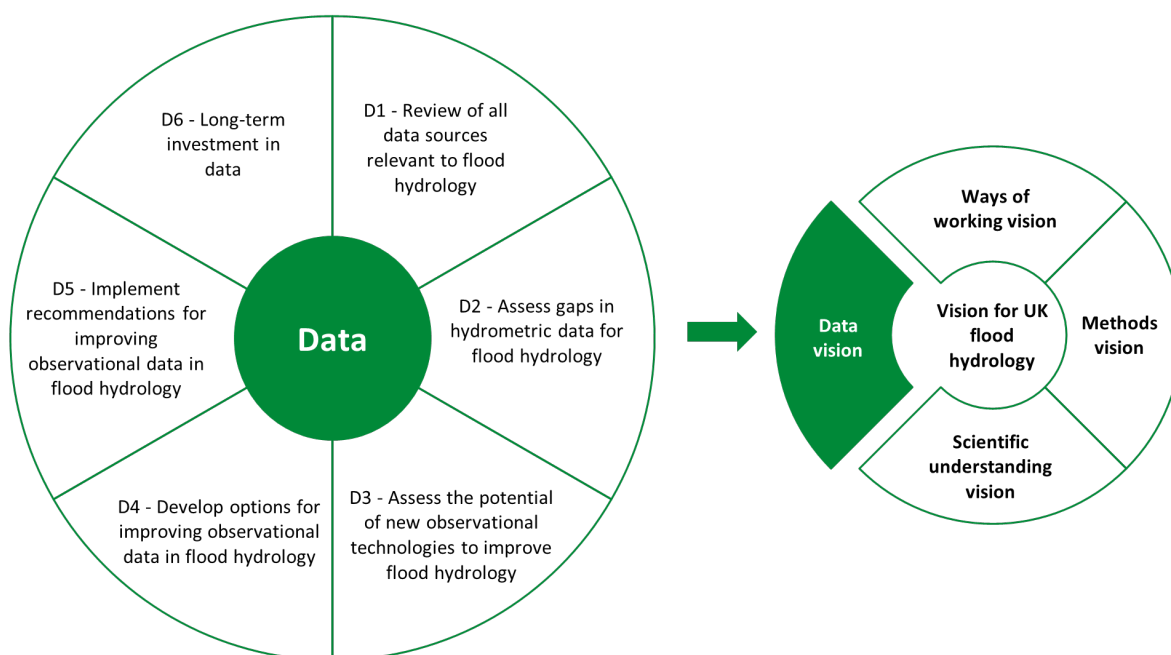 D1 - Review of all
data sources
relevant to flood
hydrology
D2 - Assess gaps in
hydrometric data for
flood hydrology
D3 - Assess the potential
of new observational
technologies to improve
flood hydrology
D4 - Develop options for
improving observational
data in flood hydrology
D5 - Implement
recommendations for
improving
observational data in
flood hydrology
D6 - Long-term
investment in
data
Data
Ways of
working vision
Methods
vision
Scientific
understanding
vision
Data
vision
Vision for UK
flood
hydrology